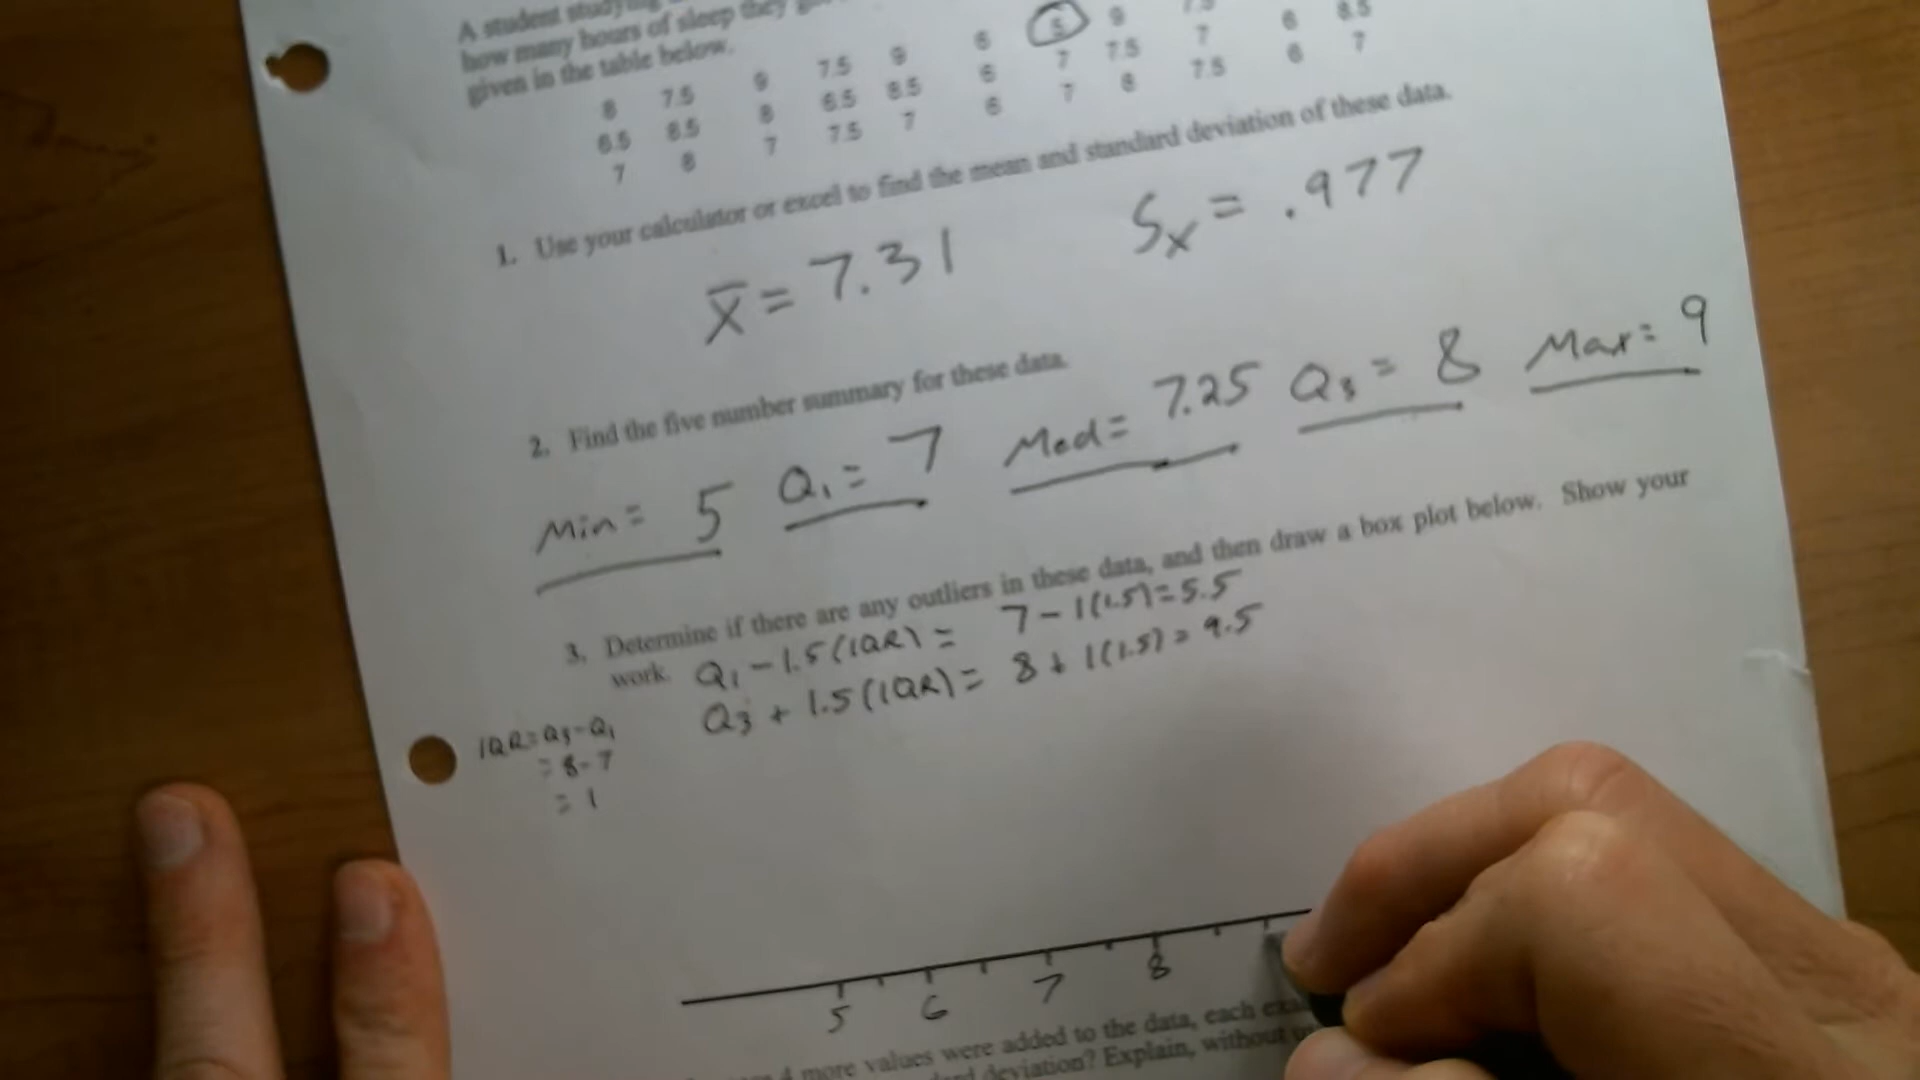 A student studying
how many hours of sleep they
given in the table below.
8 7.5 9 7.5 9 6 5 9 7.5 6 8.5
6.5 8.5 8 6.5 8.5 6 7 7.5 7 6 7
7 8 7 7.5 7 6 7 8 7.5
1. Use your calculator or excel to find the mean and standard deviation of these data.
x̄ = 7.31 Sx = .977
2. Find the five number summary for these data.
Min = 5 Q1 = 7 Med = 7.25 Q3 = 8 Max = 9
3. Determine if there are any outliers in these data, and then draw a box plot below. Show your
work. Q1 - 1.5(IQR) = 7 - 1(1.5) = 5.5
Q3 + 1.5(IQR) = 8 + 1(1.5) = 9.5
IQR = Q3 - Q1
= 8 - 7
= 1
5 6 7 8
4 more values were added to the data, each
deviation? Explain, without